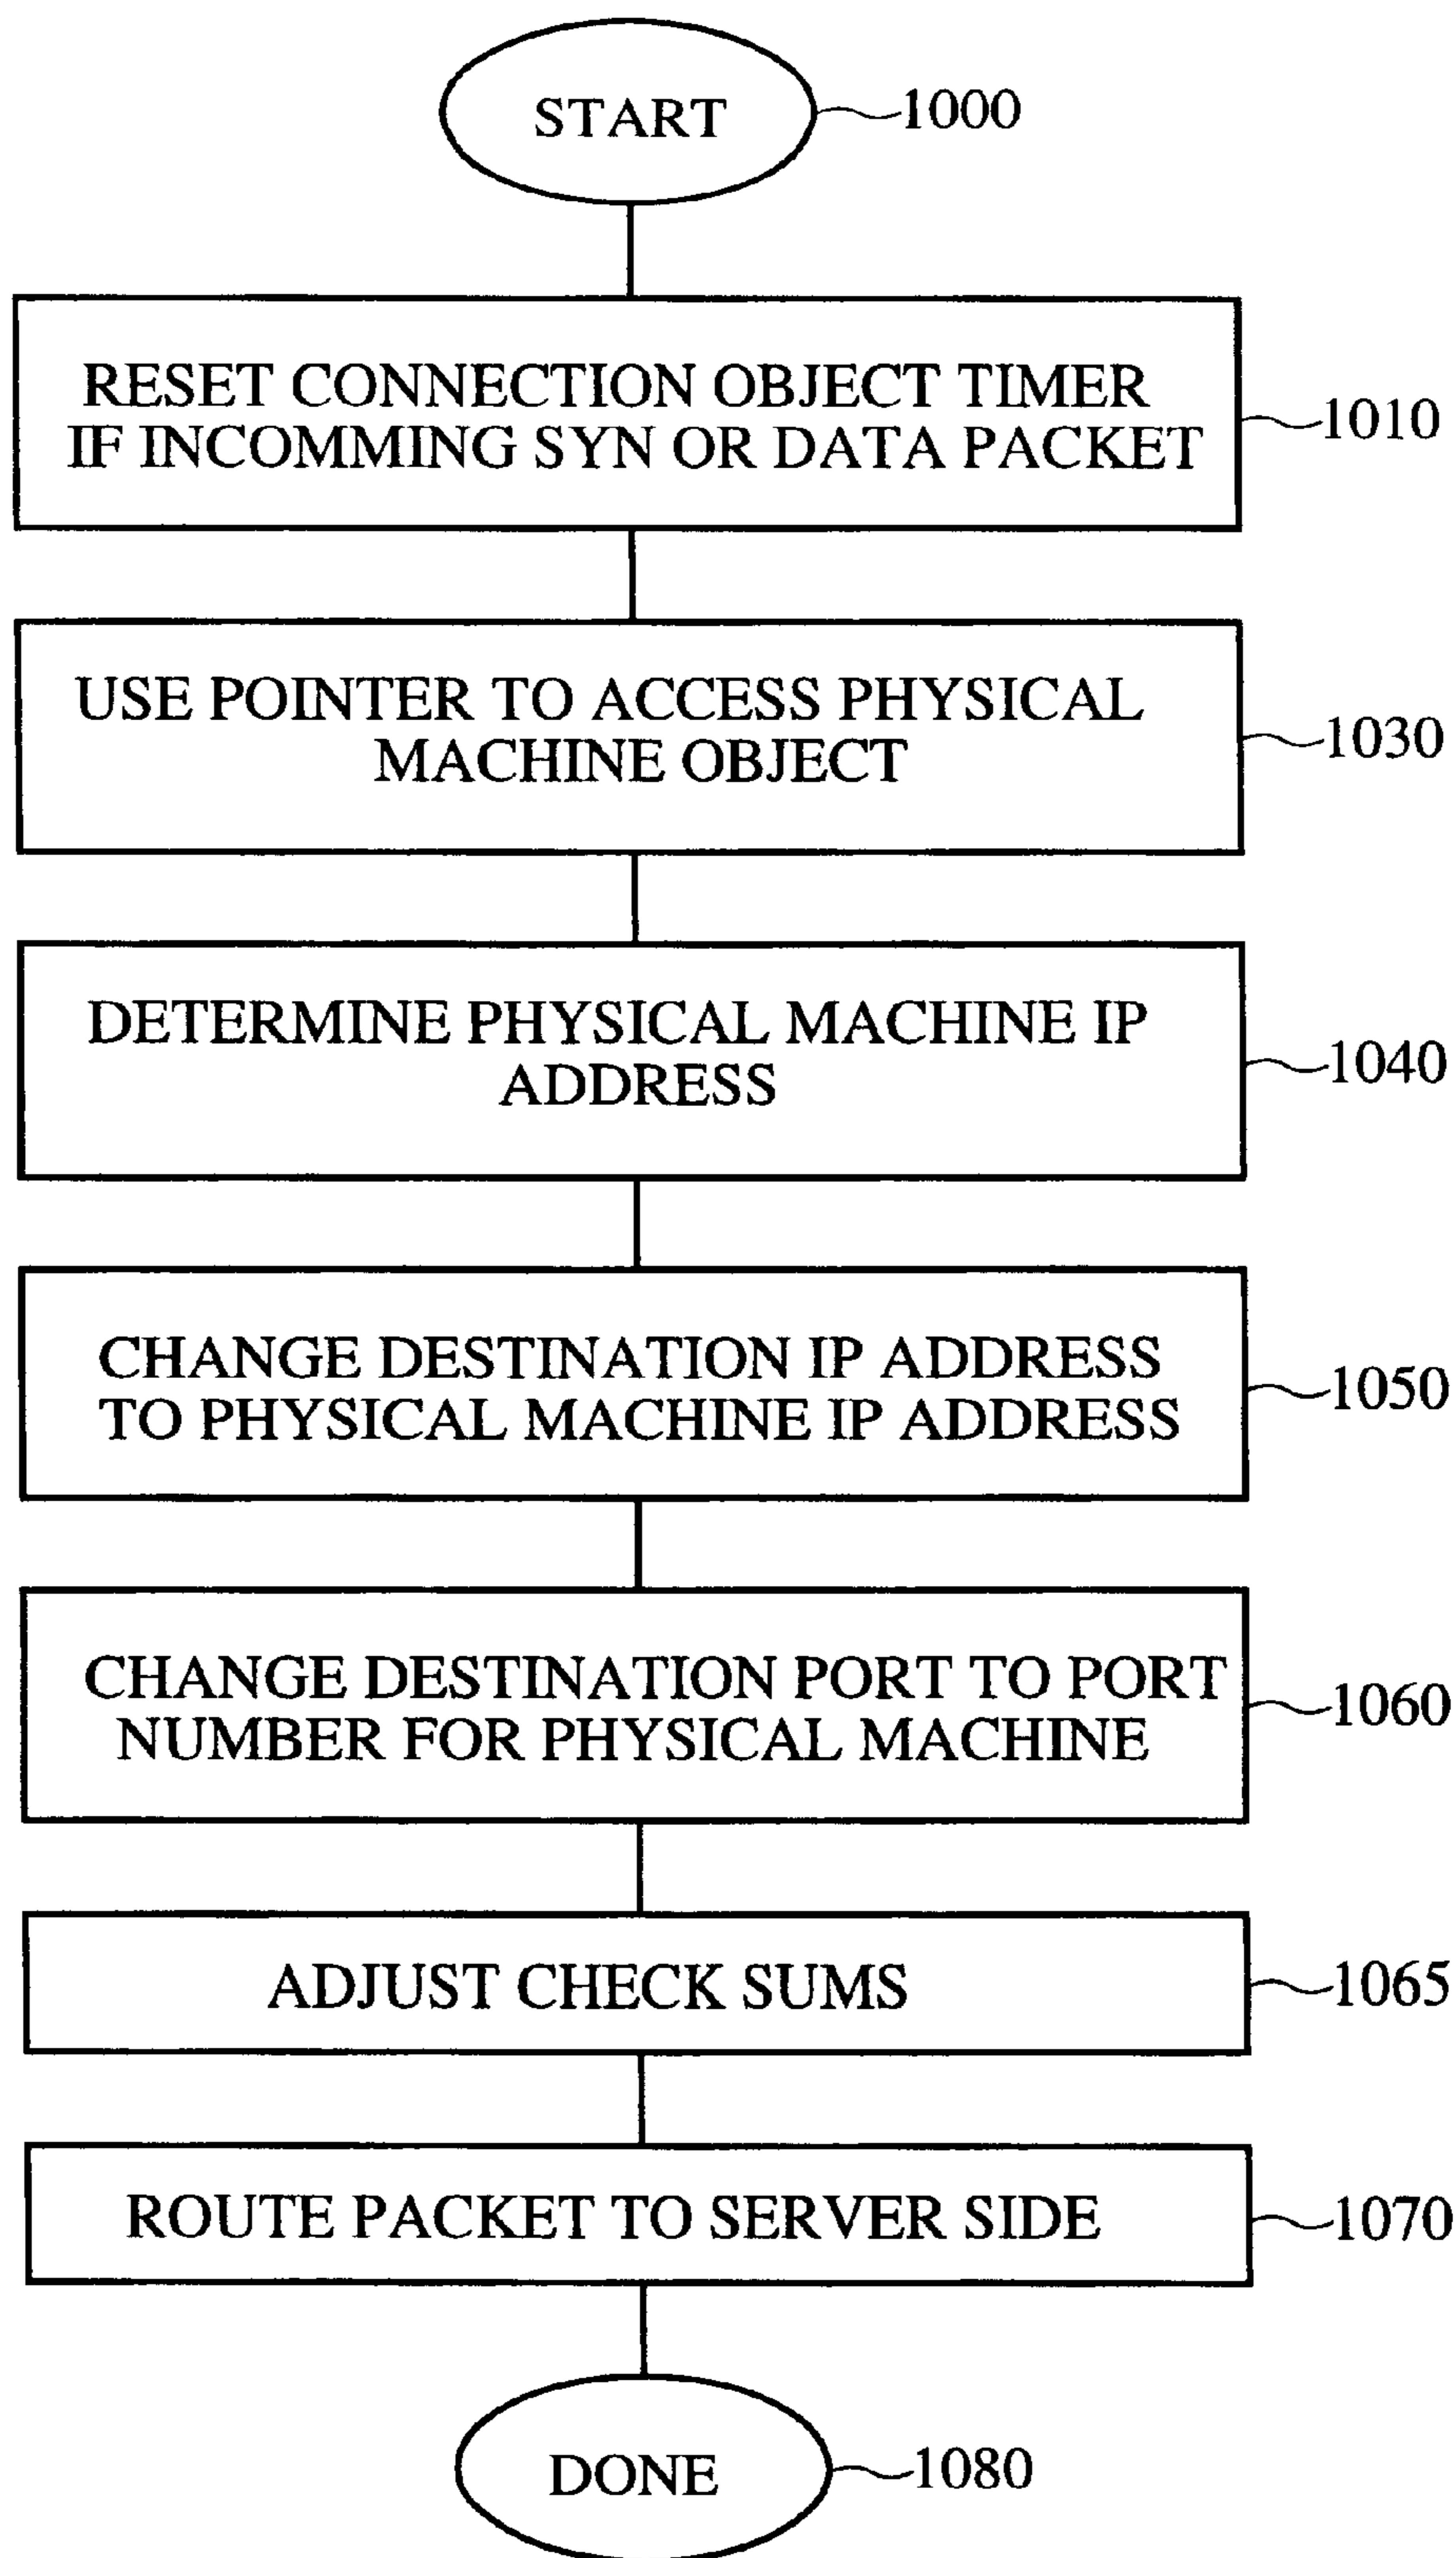 START
1000
RESET CONNECTION OBJECT TIMER
IF INCOMMING SYN OR DATA PACKET
1010
USE POINTER TO ACCESS PHYSICAL
MACHINE OBJECT
1030
DETERMINE PHYSICAL MACHINE IP
ADDRESS
1040
CHANGE DESTINATION IP ADDRESS
TO PHYSICAL MACHINE IP ADDRESS
1050
CHANGE DESTINATION PORT TO PORT
NUMBER FOR PHYSICAL MACHINE
1060
ADJUST CHECK SUMS
1065
ROUTE PACKET TO SERVER SIDE
1070
DONE
1080